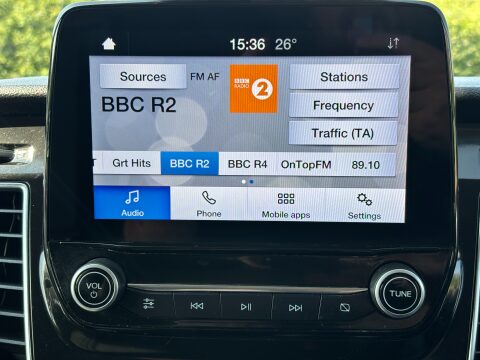 15:36 26°
Sources FM AF BBC RADIO 2 Stations
BBC R2 Frequency
Traffic (TA)
T Grt Hits BBC R2 BBC R4 OnTopFM 89.10
Audio Phone Mobile apps Settings
VOL TUNE